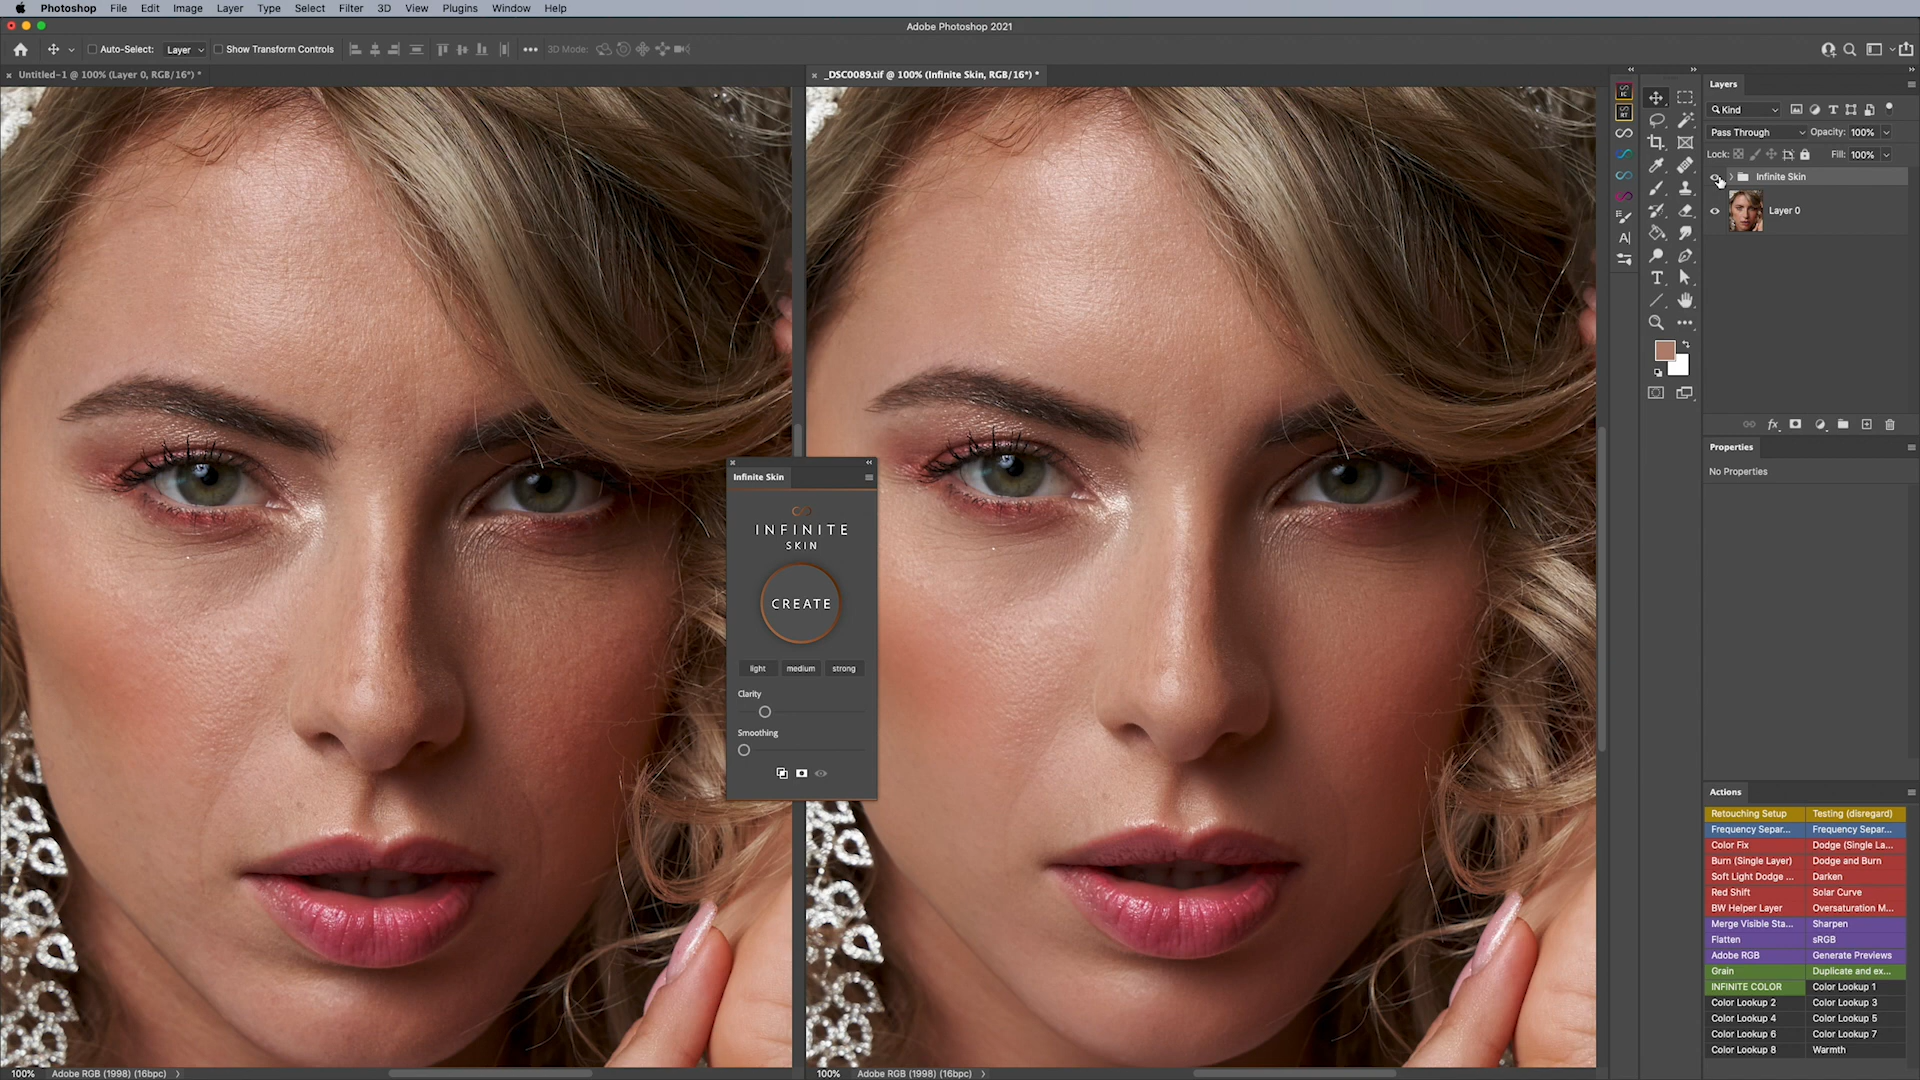 Photoshop File Edit Image Layer Type Select Filter 3D View Plugins Window Help
Adobe Photoshop 2021
Auto-Select: Layer Show Transform Controls 3D Mode:
Untitled-1 @ 100% (Layer 0, RGB/16*) *
_DSC0089.tif @ 100% (Infinite Skin, RGB/16*) *
Layers
Kind
Pass Through Opacity: 100%
Lock: Fill: 100%
Infinite Skin
Layer 0
fx
Properties
No Properties
Infinite Skin
INFINITE
SKIN
CREATE
light medium strong
Clarity
Smoothing
Actions
Retouching Setup Testing (disregard)
Frequency Separ... Frequency Separ...
Color Fix Dodge (Single La...
Burn (Single Layer) Dodge and Burn
Soft Light Dodge ... Darken
Red Shift Solar Curve
BW Helper Layer Oversaturation M...
Merge Visible Sta... Sharpen
Flatten sRGB
Adobe RGB Generate Previews
Grain Duplicate and ex...
INFINITE COLOR Color Lookup 1
Color Lookup 2 Color Lookup 3
Color Lookup 4 Color Lookup 5
Color Lookup 6 Color Lookup 7
Color Lookup 8 Warmth
100% Adobe RGB (1998) (16bpc)
100% Adobe RGB (1998) (16bpc)